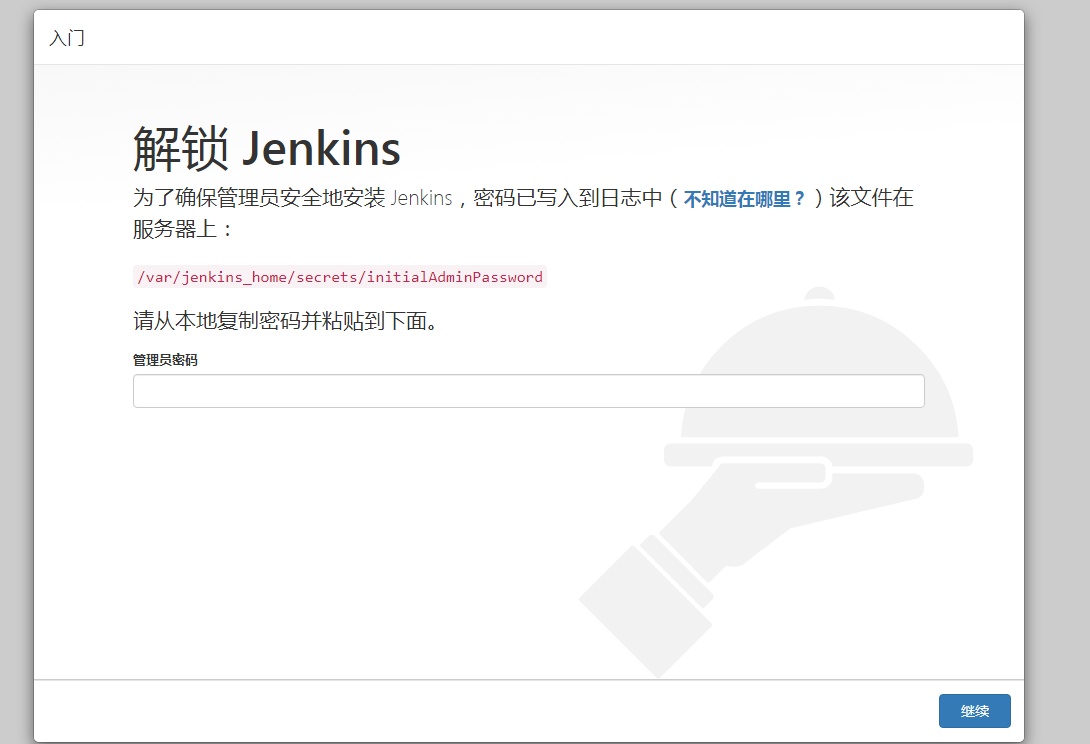 入门
解锁 Jenkins
为了确保管理员安全地安装 Jenkins，密码已写入到日志中（不知道在哪里？）该文件在
服务器上：
/var/jenkins_home/secrets/initialAdminPassword
请从本地复制密码并粘贴到下面。
管理员密码
继续